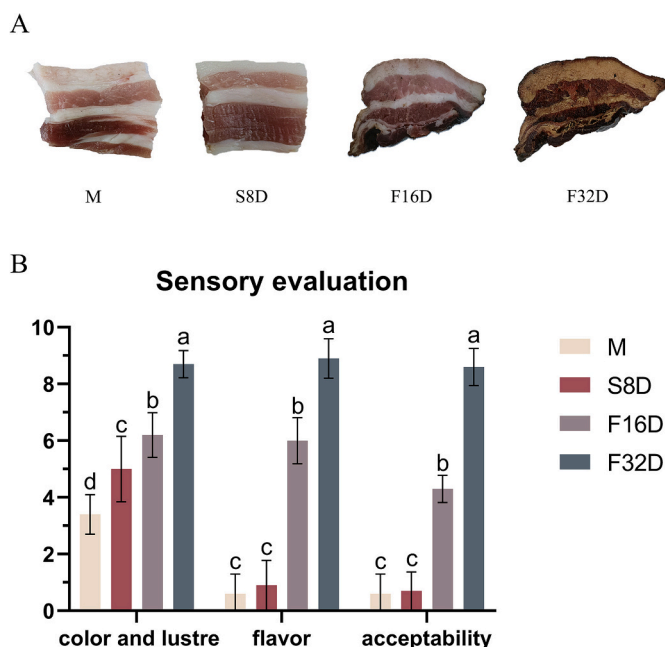 A
M S8D F16D F32D
B
Sensory evaluation
10
8
6
4
2
0
d c b a
c c b a
c c b a
color and lustre flavor acceptability
M
S8D
F16D
F32D